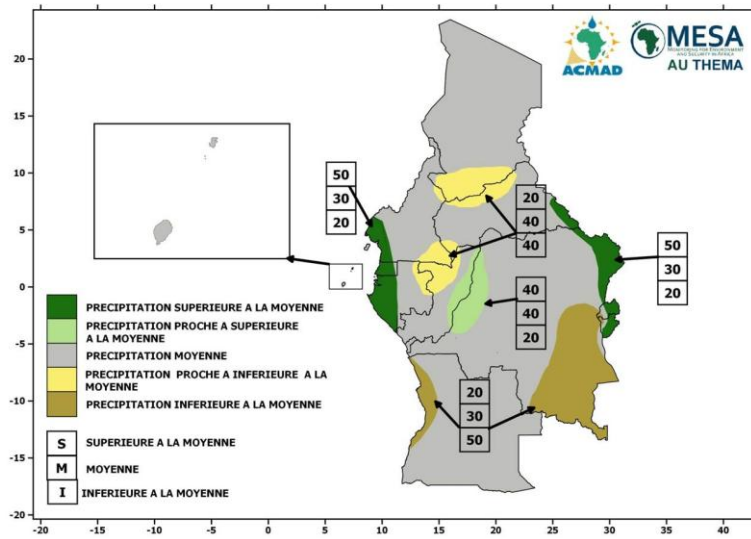 ACMAD
MESA
MONITORING FOR ENVIRONMENT
AND SECURITY IN AFRICA
AU THEMA
20
15
10
5
0
-5
-10
-15
-20
50
30
20
20
40
40
50
30
20
40
40
20
20
30
50
PRECIPITATION SUPERIEURE A LA MOYENNE
PRECIPITATION PROCHE A SUPERIEURE
A LA MOYENNE
PRECIPITATION MOYENNE
PRECIPITATION PROCHE A INFERIEURE A LA
MOYENNE
PRECIPITATION INFERIEURE A LA MOYENNE
S SUPERIEURE A LA MOYENNE
M MOYENNE
I INFERIEURE A LA MOYENNE
-20 -15 -10 -5 0 5 10 15 20 25 30 35 40